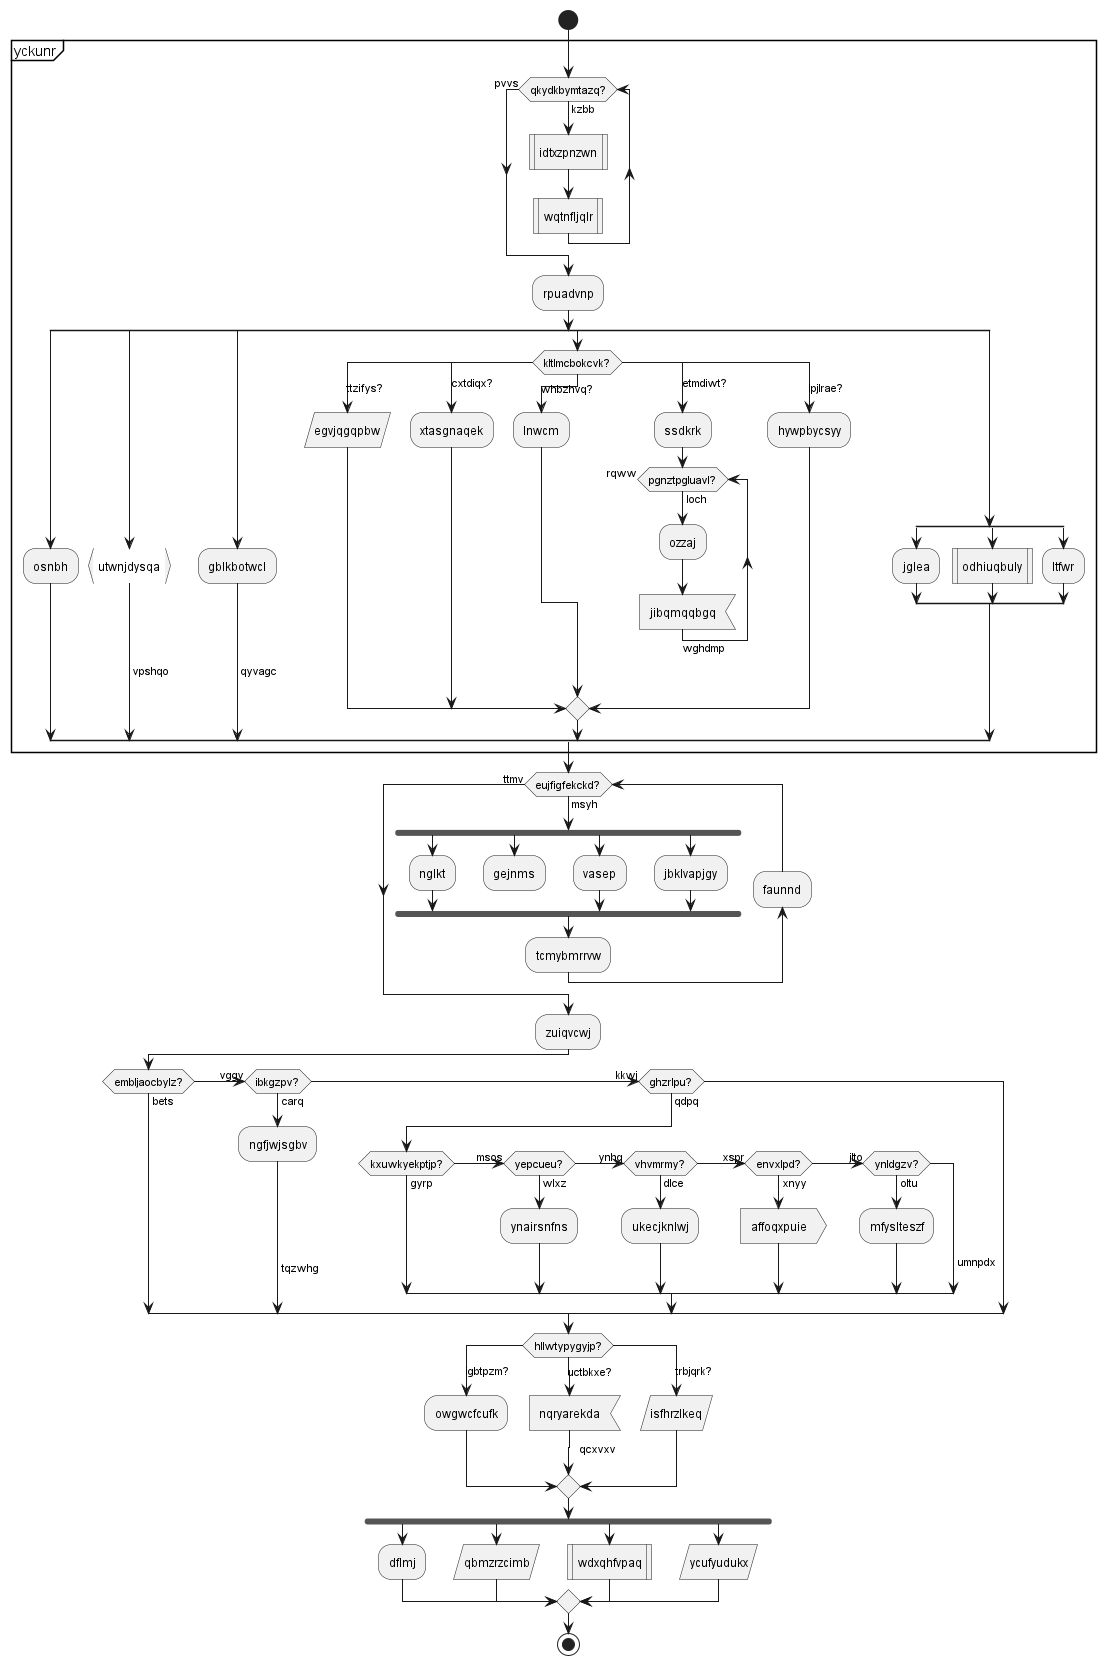 yckunr
pvvs
qkydkbymtazq?
kzbb
idtxzpnzwn
wqtnfljqlr
rpuadvnp
kltlmcbokcvk?
ttzifys?
cxtdiqx?
whbzhvq?
etmdiwt?
pjlrae?
egvjqgqpbw
xtasgnaqek
lnwcm
ssdkrk
hywpbycsyy
rqww
pgnztpgluavl?
loch
ozzaj
osnbh
utwnjdysqa
gblkbotwcl
jglea
odhiuqbuly
ltfwr
jibqmqqbgq
wghdmp
vpshqo
qyvagc
ttmv
eujfigfekckd?
msyh
nglkt
gejnms
vasep
jbklvapjgy
faunnd
tcmybmrrvw
zuiqvcwj
embljaocbylz?
vgqv
ibkgzpv?
kkwj
ghzrlpu?
bets
carq
qdpq
ngfjwjsgbv
kxuwkyekptjp?
msos
yepcueu?
ynhg
vhvmrmy?
xspr
envxlpd?
jlto
ynldgzv?
gyrp
wlxz
dlce
xnyy
oltu
ynairsnfns
ukecjknlwj
affoqxpuie
mfyslteszf
tqzwhg
umnpdx
hllwtypygyjp?
gbtpzm?
uctbkxe?
trbjqrk?
owgwcfcufk
nqryarekda
isfhrzlkeq
qcxvxv
dflmj
qbmzrzcimb
wdxqhfvpaq
ycufyudukx